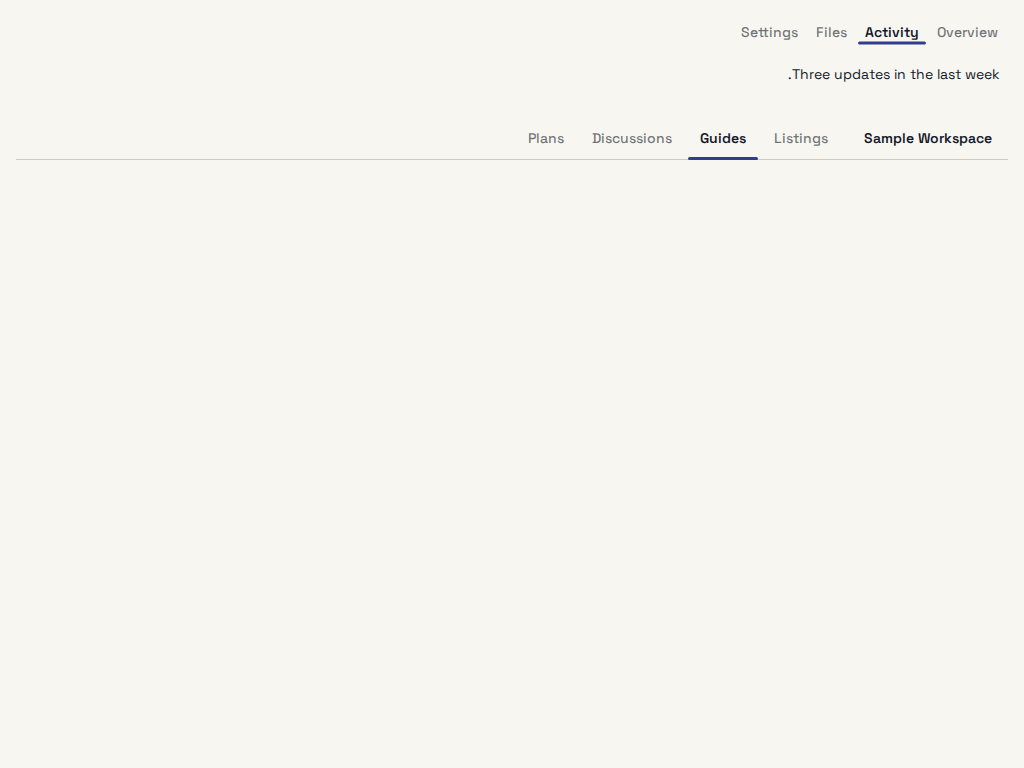 Overview Activity Files Settings
Three updates in the last week.
Sample Workspace Listings Guides Discussions Plans